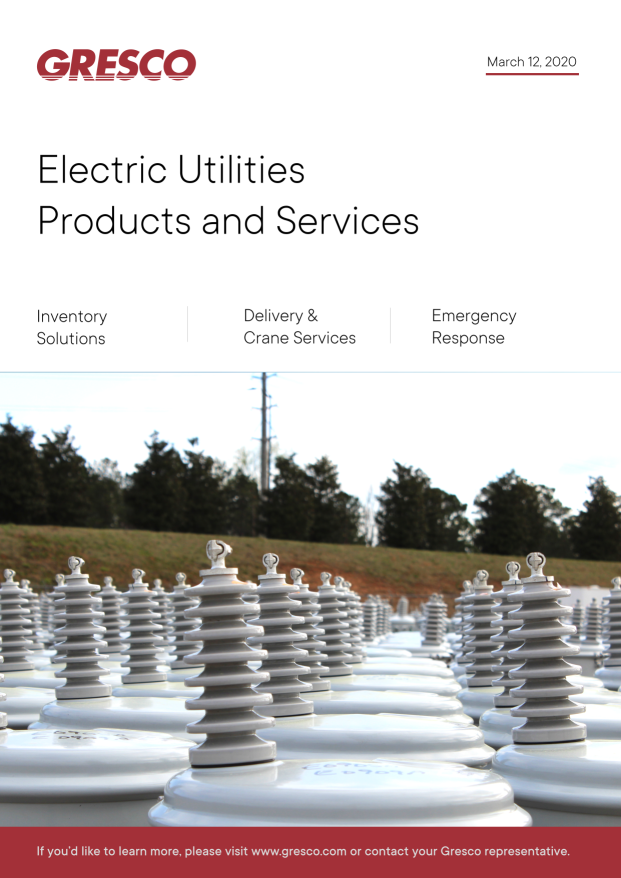 GRESCO
March 12, 2020
Electric Utilities
Products and Services
Inventory
Solutions
Delivery &
Crane Services
Emergency
Response
If you'd like to learn more, please visit www.gresco.com or contact your Gresco representative.